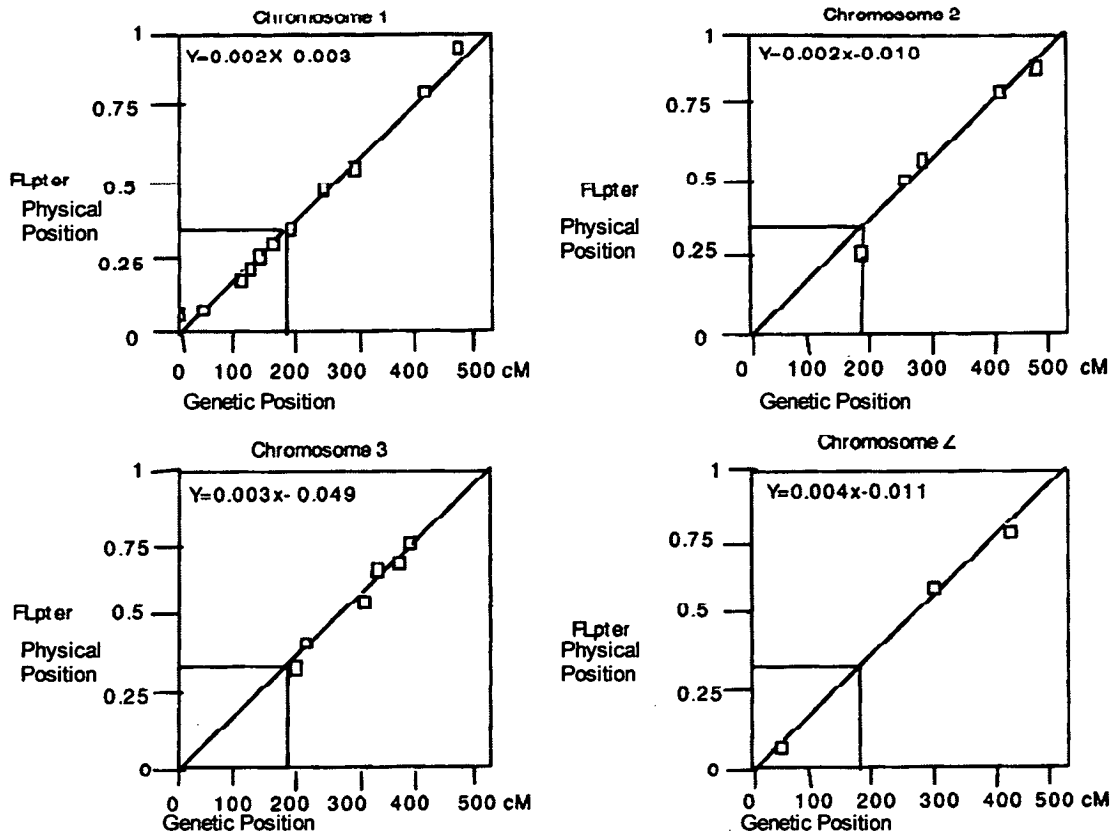 Chromosome 1
Y=0.002X 0.003
1
0.75
0.5
0.25
0
FLpter
Physical
Position
0 100 200 300 400 500 cM
Genetic Position
Chromosome 2
Y=0.002x-0.010
1
0.75
0.5
0.25
0
FLpter
Physical
Position
0 100 200 300 400 500 cM
Genetic Position
Chromosome 3
Y=0.003x- 0.049
1
0.75
0.5
0.25
0
FLpter
Physical
Position
0 100 200 300 400 500 cM
Genetic Position
Chromosome
Y=0.004x-0.011
1
0.75
0.5
0.25
0
FLpter
Physical
Position
0 100 200 300 400 500 cM
Genetic Position